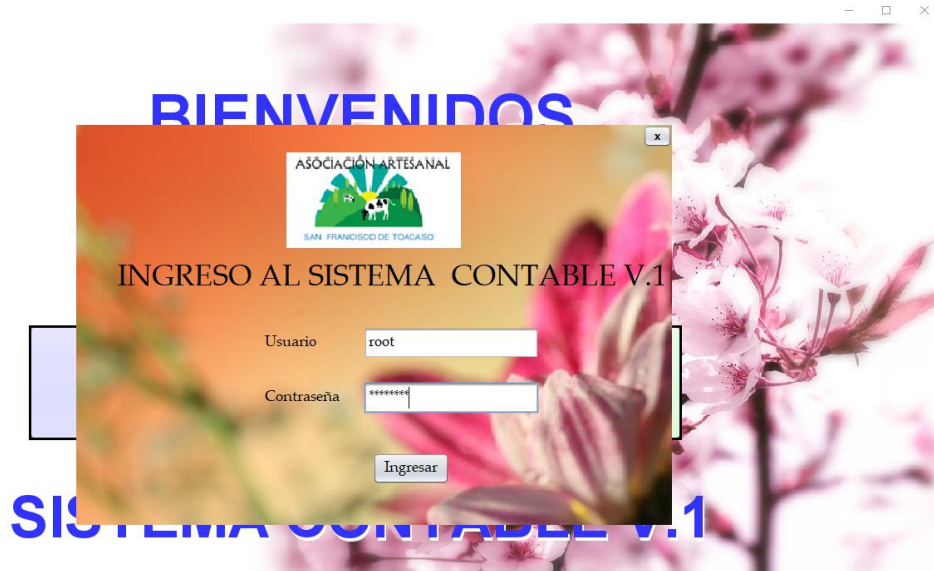 BIENVENIDOS
x
ASOCIACIÓN ARTESANAL
SAN FRANCISCO DE TOACASO
INGRESO AL SISTEMA CONTABLE V.1
Usuario root
Contraseña ********
Ingresar
SISTEMA CONTABLE V.1